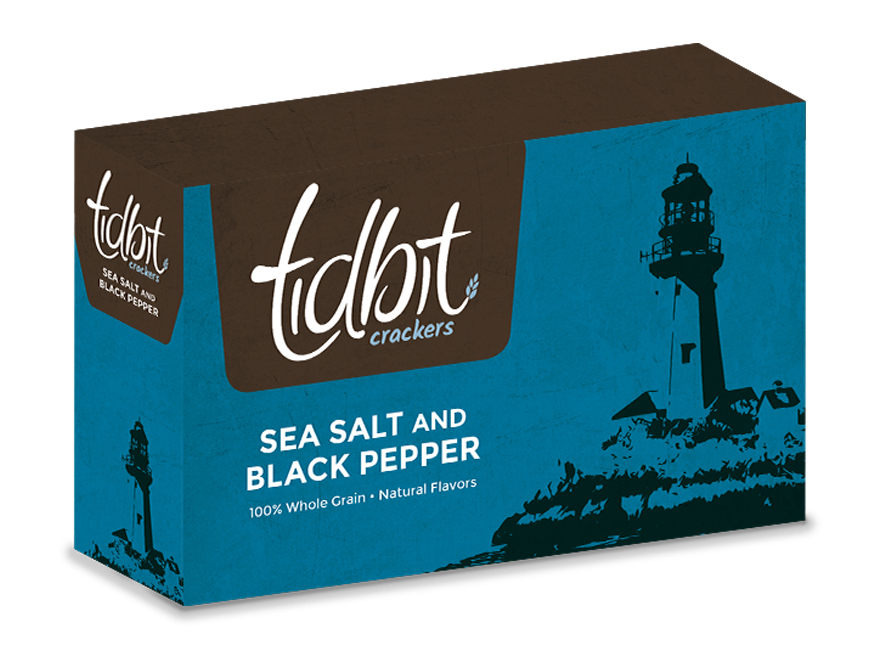 tidbit
crackers
SEA SALT AND
BLACK PEPPER
tidbit
crackers
SEA SALT AND
BLACK PEPPER
100% Whole Grain • Natural Flavors